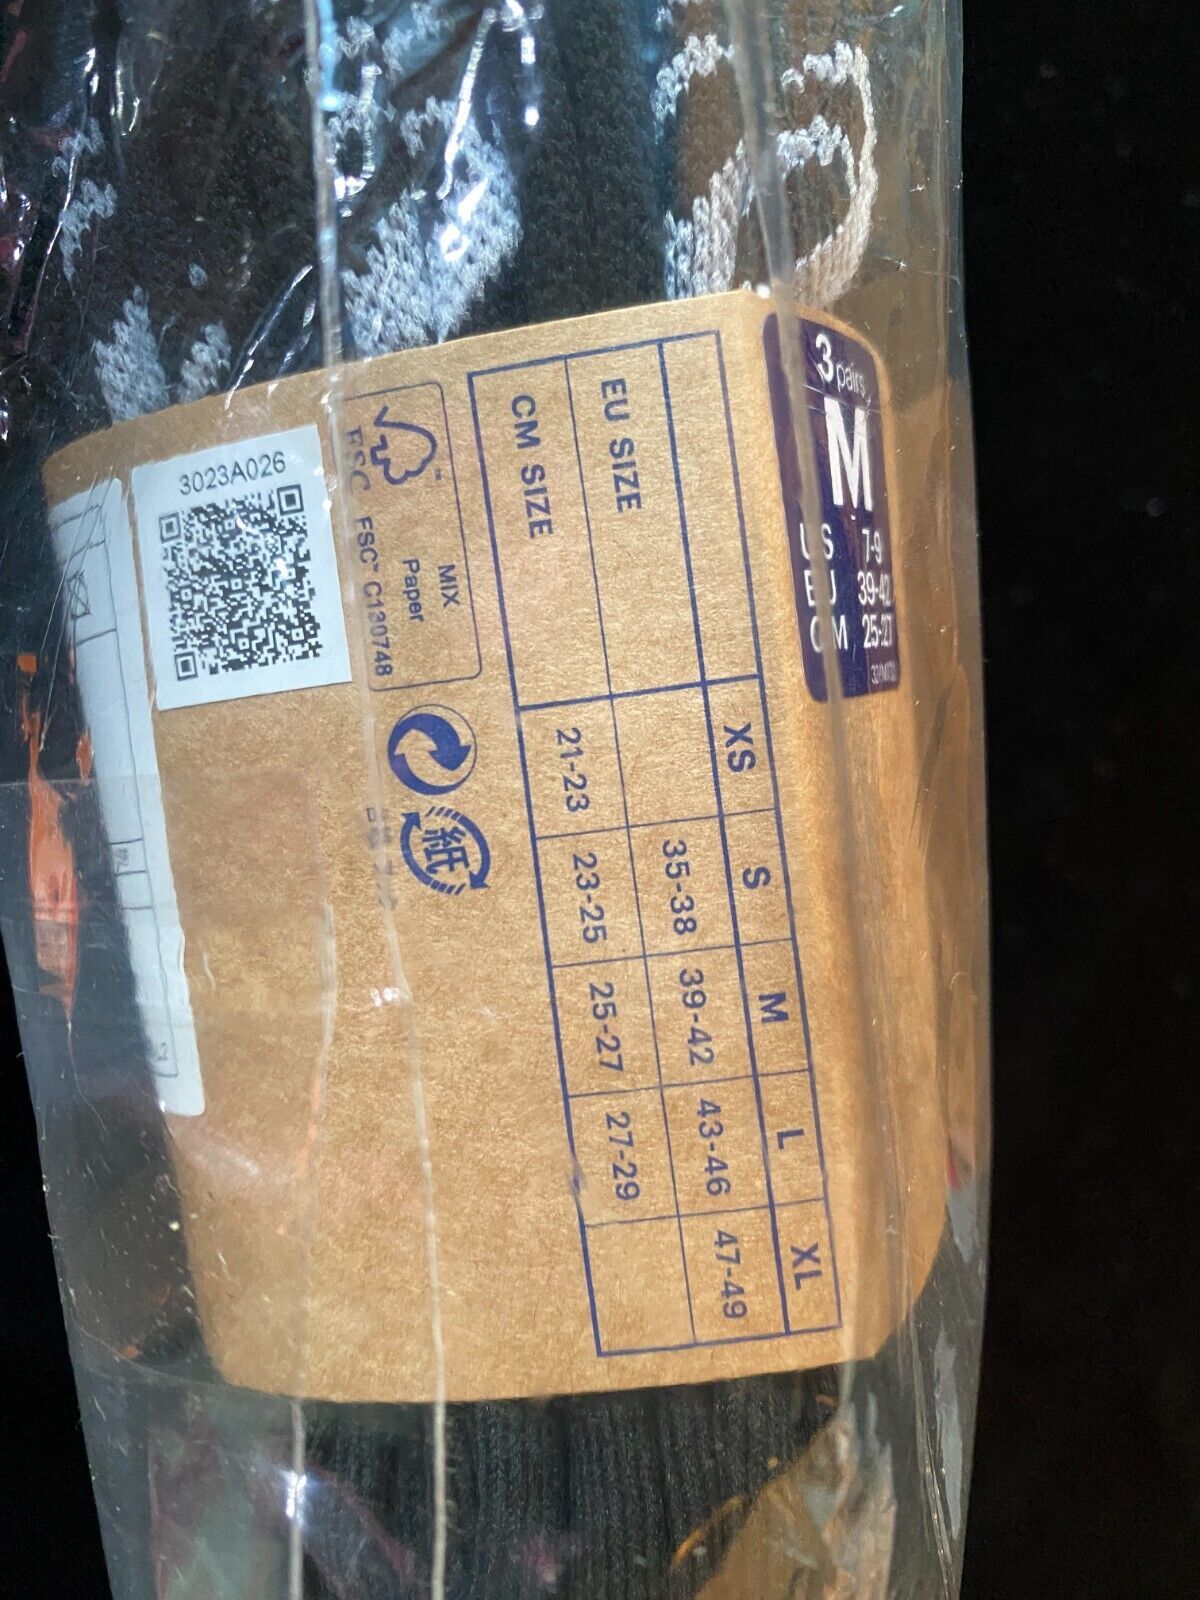 3 pairs
M
US 7-9
EU 39-42
CM 25-27
XS S M L XL
EU SIZE 35-38 39-42 43-46 47-49
CM SIZE 21-23 23-25 25-27 27-29
MIX
Paper
FSC™ C130748
FSC
紙
3023A026